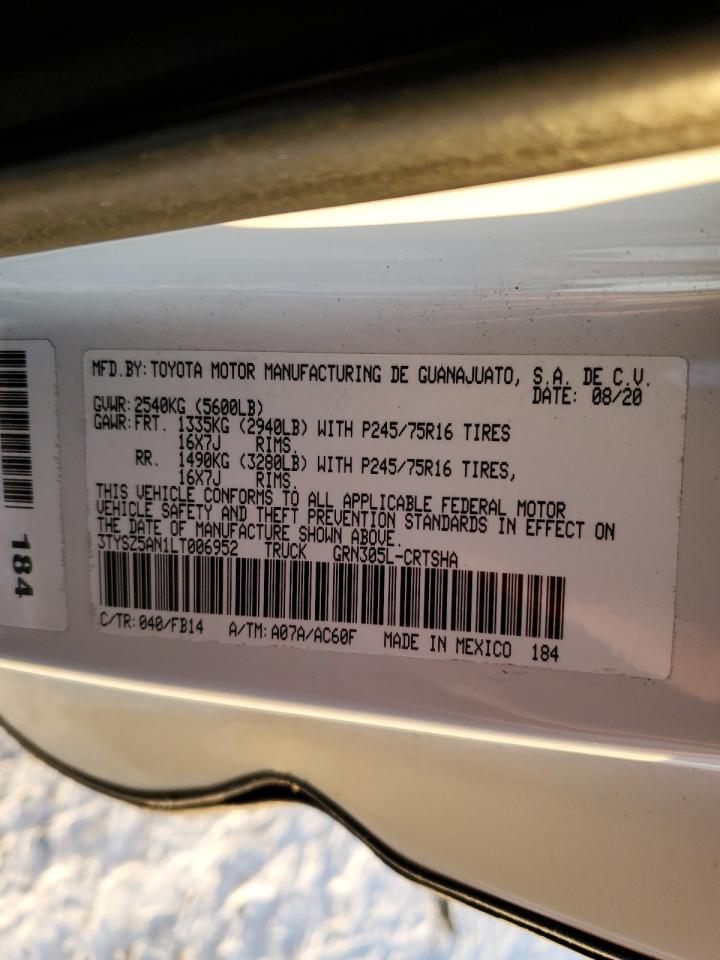 MFD.BY: TOYOTA MOTOR MANUFACTURING DE GUANAJUATO, S.A. DE C.V.
DATE: 08/20
GVWR: 2540KG (5600LB)
GAWR: FRT. 1335KG (2940LB) WITH P245/75R16 TIRES
16X7J RIMS.
RR. 1490KG (3280LB) WITH P245/75R16 TIRES,
16X7J RIMS.
THIS VEHICLE CONFORMS TO ALL APPLICABLE FEDERAL MOTOR
VEHICLE SAFETY AND THEFT PREVENTION STANDARDS IN EFFECT ON
THE DATE OF MANUFACTURE SHOWN ABOVE.
3TYSZ5AN1LT006952 TRUCK GRN305L-CRTSHA
C/TR: 040/FB14 A/TM: A07A/AC60F MADE IN MEXICO 184
184